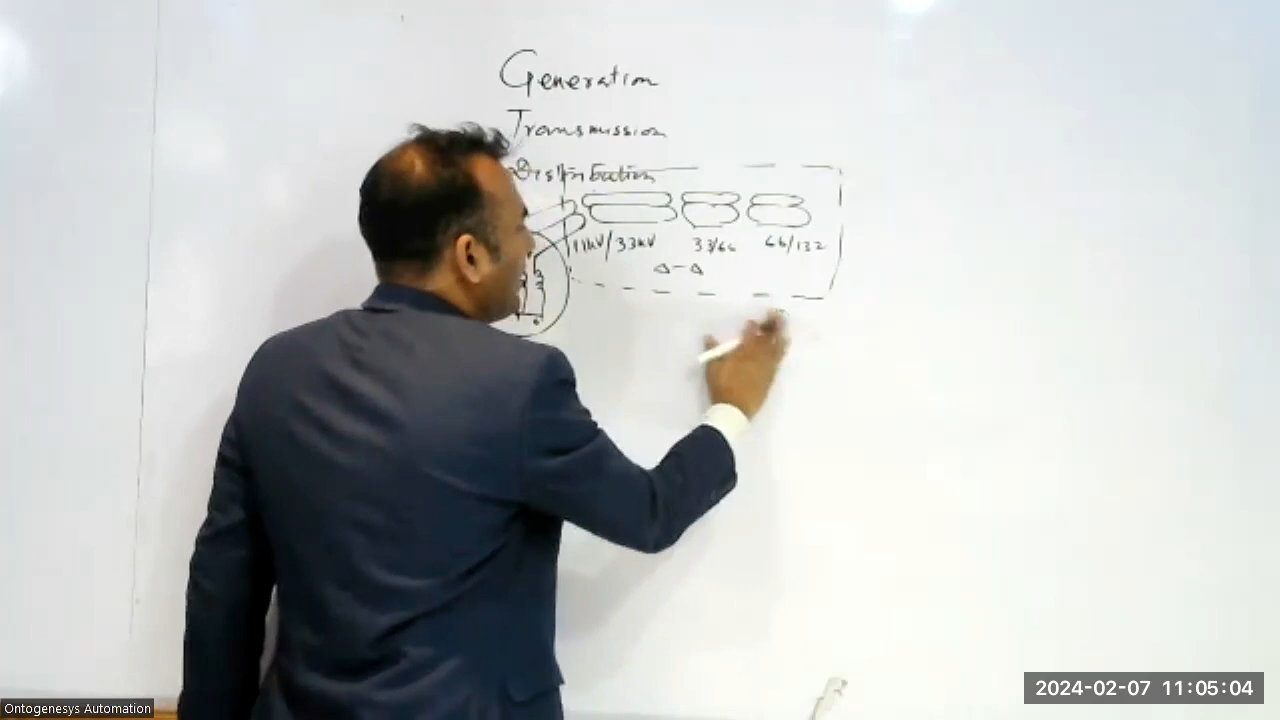 Generation
Transmission
Distribution
11kV/33kV 33/66 66/132
Δ-Δ
Ontogenesys Automation
2024-02-07 11:05:04